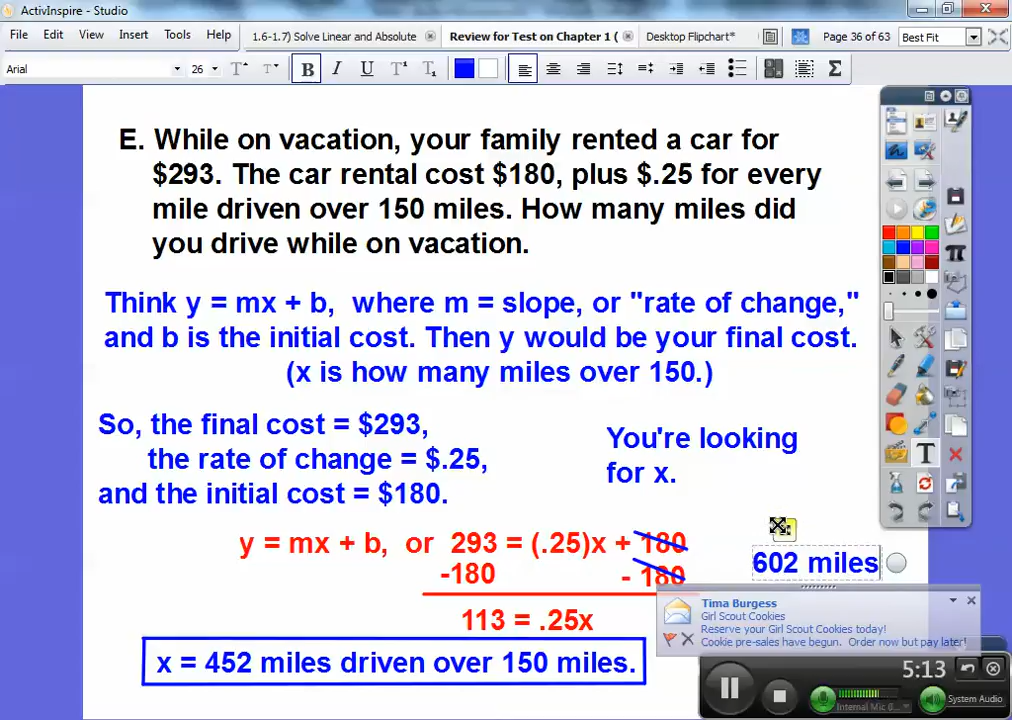 ActivInspire - Studio
File Edit View Insert Tools Help
1.6-1.7) Solve Linear and Absolute
Review for Test on Chapter 1 (
Desktop Flipchart*
Page 36 of 63
Best Fit
Arial
26
B I U T T
E. While on vacation, your family rented a car for
$293. The car rental cost $180, plus $.25 for every
mile driven over 150 miles. How many miles did
you drive while on vacation.
Think y = mx + b, where m = slope, or "rate of change,"
and b is the initial cost. Then y would be your final cost.
(x is how many miles over 150.)
So, the final cost = $293,
the rate of change = $.25,
and the initial cost = $180.
You're looking
for x.
y = mx + b, or 293 = (.25)x + 180
-180 - 180
113 = .25x
x = 452 miles driven over 150 miles.
602 miles
Tima Burgess
Girl Scout Cookies
Reserve your Girl Scout Cookies today!
Cookie pre-sales have begun. Order now but pay later!
5:13
Internal Mic
System Audio